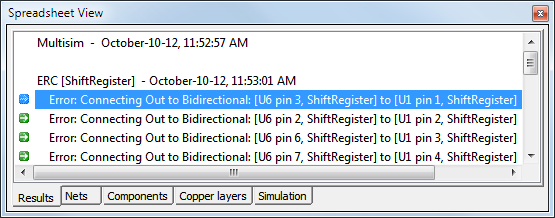 Spreadsheet View
Multisim - October-10-12, 11:52:57 AM
ERC [ShiftRegister] - October-10-12, 11:53:01 AM
Error: Connecting Out to Bidirectional: [U6 pin 3, ShiftRegister] to [U1 pin 1, ShiftRegister]
Error: Connecting Out to Bidirectional: [U6 pin 2, ShiftRegister] to [U1 pin 2, ShiftRegister]
Error: Connecting Out to Bidirectional: [U6 pin 6, ShiftRegister] to [U1 pin 3, ShiftRegister]
Error: Connecting Out to Bidirectional: [U6 pin 7, ShiftRegister] to [U1 pin 4, ShiftRegister]
Results Nets Components Copper layers Simulation